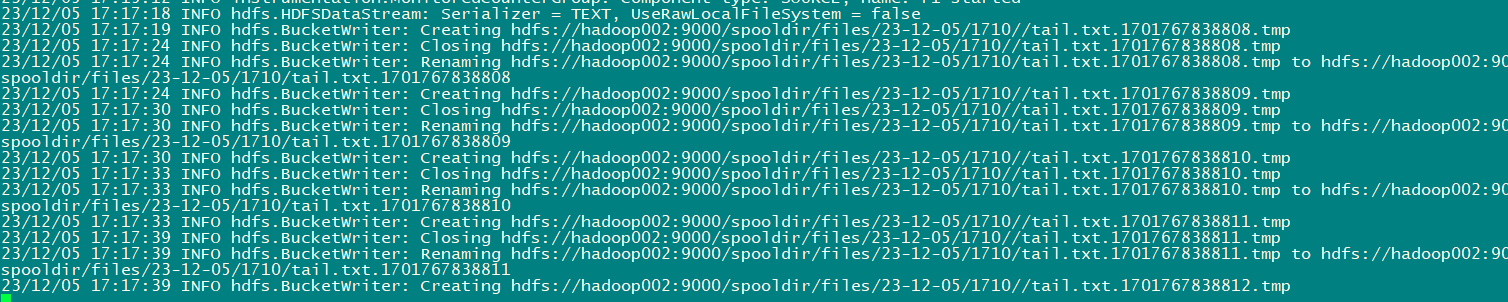 23/12/05 17:17:18 INFO hdfs.HDFSDataStream: Serializer = TEXT, UseRawLocalFileSystem = false
23/12/05 17:17:19 INFO hdfs.BucketWriter: Creating hdfs://hadoop002:9000/spooldir/files/23-12-05/1710//tail.txt.1701767838808.tmp
23/12/05 17:17:24 INFO hdfs.BucketWriter: Closing hdfs://hadoop002:9000/spooldir/files/23-12-05/1710//tail.txt.1701767838808.tmp
23/12/05 17:17:24 INFO hdfs.BucketWriter: Renaming hdfs://hadoop002:9000/spooldir/files/23-12-05/1710/tail.txt.1701767838808.tmp to hdfs://hadoop002:90
spooldir/files/23-12-05/1710/tail.txt.1701767838808
23/12/05 17:17:24 INFO hdfs.BucketWriter: Creating hdfs://hadoop002:9000/spooldir/files/23-12-05/1710//tail.txt.1701767838809.tmp
23/12/05 17:17:30 INFO hdfs.BucketWriter: Closing hdfs://hadoop002:9000/spooldir/files/23-12-05/1710//tail.txt.1701767838809.tmp
23/12/05 17:17:30 INFO hdfs.BucketWriter: Renaming hdfs://hadoop002:9000/spooldir/files/23-12-05/1710/tail.txt.1701767838809.tmp to hdfs://hadoop002:90
spooldir/files/23-12-05/1710/tail.txt.1701767838809
23/12/05 17:17:30 INFO hdfs.BucketWriter: Creating hdfs://hadoop002:9000/spooldir/files/23-12-05/1710//tail.txt.1701767838810.tmp
23/12/05 17:17:33 INFO hdfs.BucketWriter: Closing hdfs://hadoop002:9000/spooldir/files/23-12-05/1710//tail.txt.1701767838810.tmp
23/12/05 17:17:33 INFO hdfs.BucketWriter: Renaming hdfs://hadoop002:9000/spooldir/files/23-12-05/1710/tail.txt.1701767838810.tmp to hdfs://hadoop002:90
spooldir/files/23-12-05/1710/tail.txt.1701767838810
23/12/05 17:17:33 INFO hdfs.BucketWriter: Creating hdfs://hadoop002:9000/spooldir/files/23-12-05/1710//tail.txt.1701767838811.tmp
23/12/05 17:17:39 INFO hdfs.BucketWriter: Closing hdfs://hadoop002:9000/spooldir/files/23-12-05/1710//tail.txt.1701767838811.tmp
23/12/05 17:17:39 INFO hdfs.BucketWriter: Renaming hdfs://hadoop002:9000/spooldir/files/23-12-05/1710/tail.txt.1701767838811.tmp to hdfs://hadoop002:90
spooldir/files/23-12-05/1710/tail.txt.1701767838811
23/12/05 17:17:39 INFO hdfs.BucketWriter: Creating hdfs://hadoop002:9000/spooldir/files/23-12-05/1710//tail.txt.1701767838812.tmp